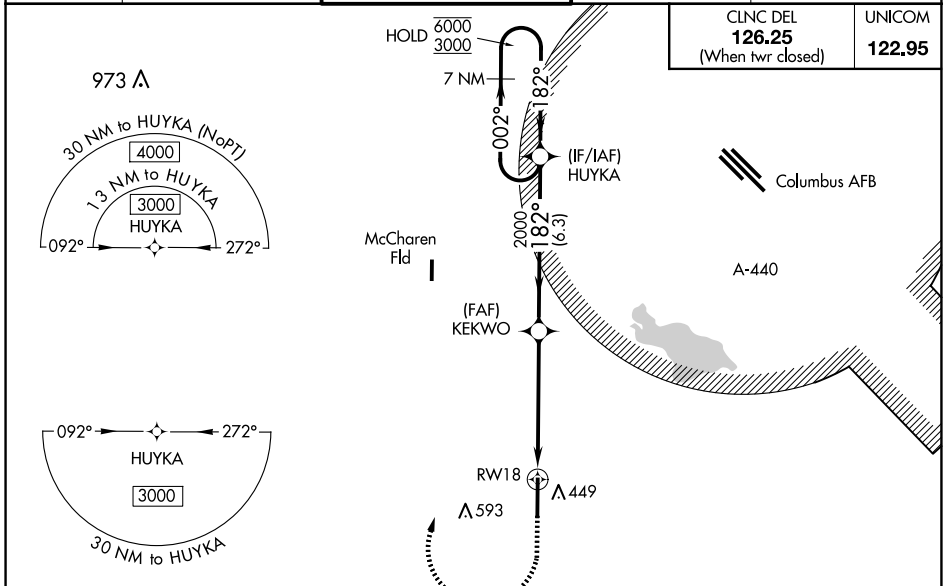 CLNC DEL
126.25
(When twr closed)
UNICOM
122.95
HOLD 6000
3000
7 NM
002°
182°
973
30 NM to HUYKA (NoPT)
4000
13 NM to HUYKA
3000
HUYKA
092°
272°
(IF/IAF)
HUYKA
2000
182°
(6.3)
Columbus AFB
McCharen
Fld
A-440
(FAF)
KEKWO
092°
272°
HUYKA
3000
30 NM to HUYKA
RW18
449
593